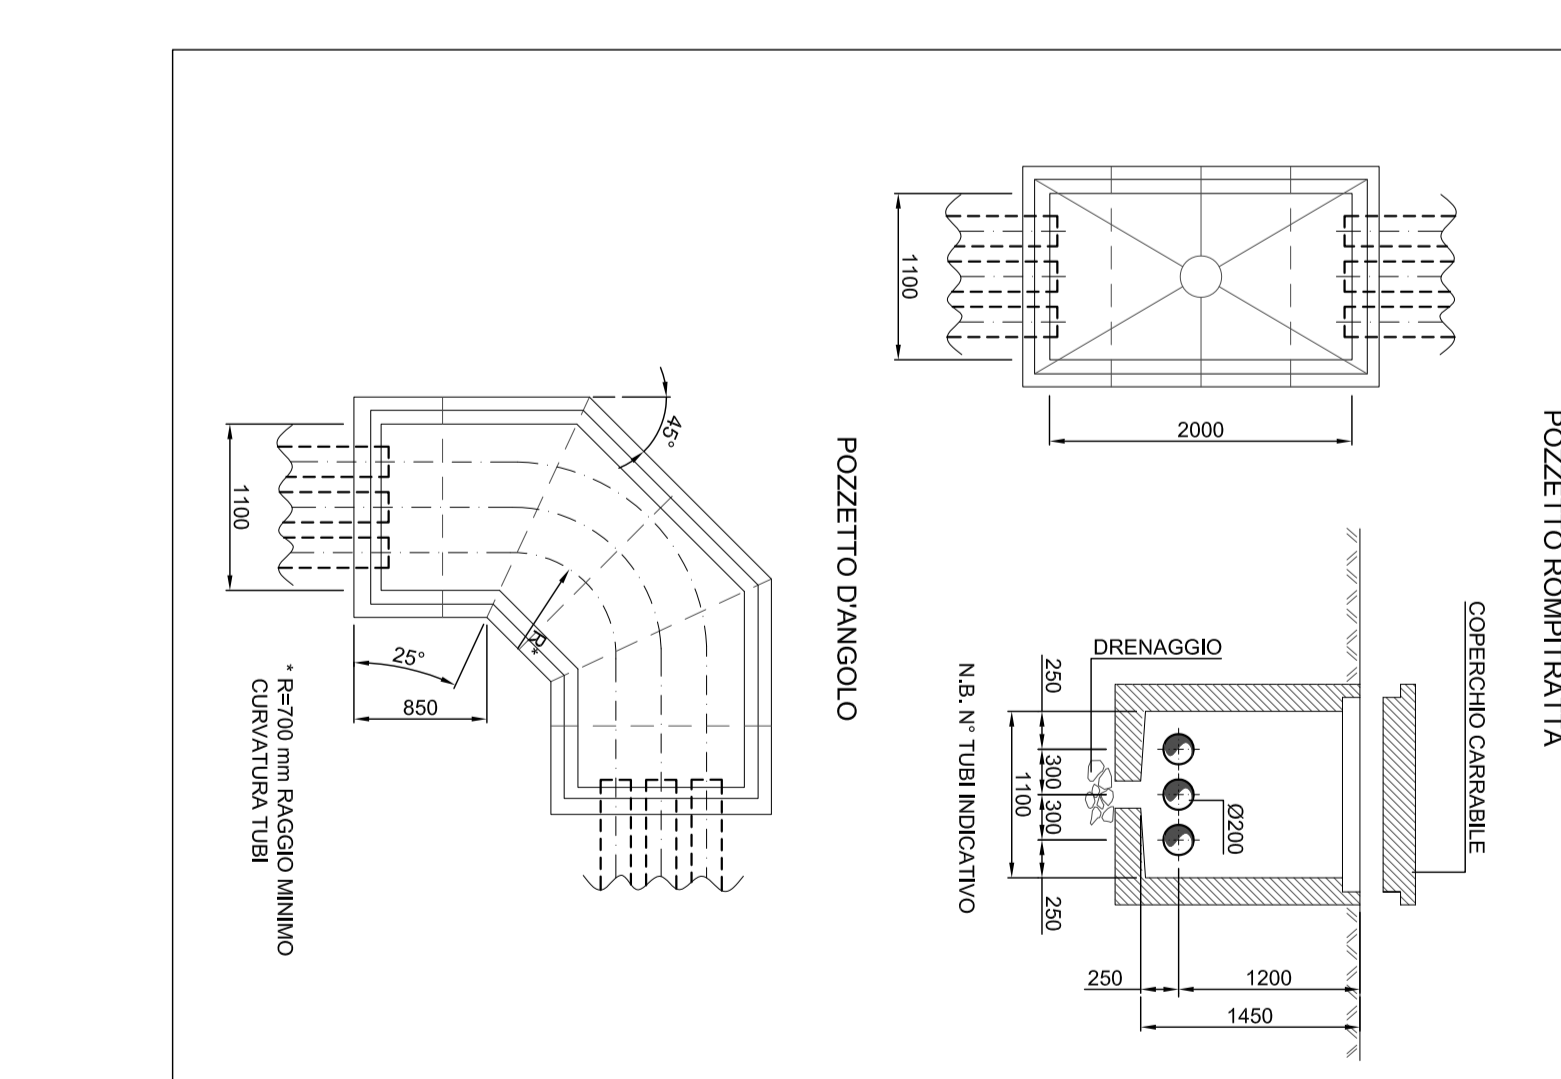 POZZETTO ROMPITRATTA
1100
2000
COPERCHIO CARRABILE
DRENAGGIO
Ø200
250
300
300
250
1100
250
1200
1450
N.B. N° TUBI INDICATIVO
POZZETTO D'ANGOLO
45°
1100
R*
25°
850
* R=700 mm RAGGIO MINIMO
CURVATURA TUBI